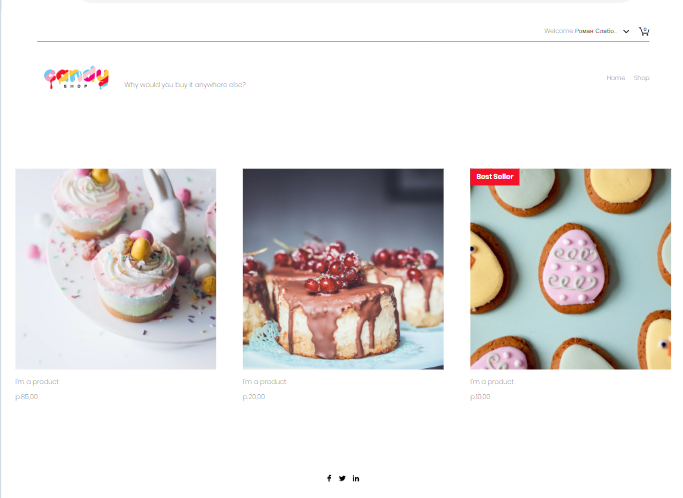 Welcome Роман Слабо...
0
candy
SHOP
Why would you buy it anywhere else?
Home Shop
Best Seller
I'm a product I'm a product I'm a product
р.85,00 р.20,00 р.10,00